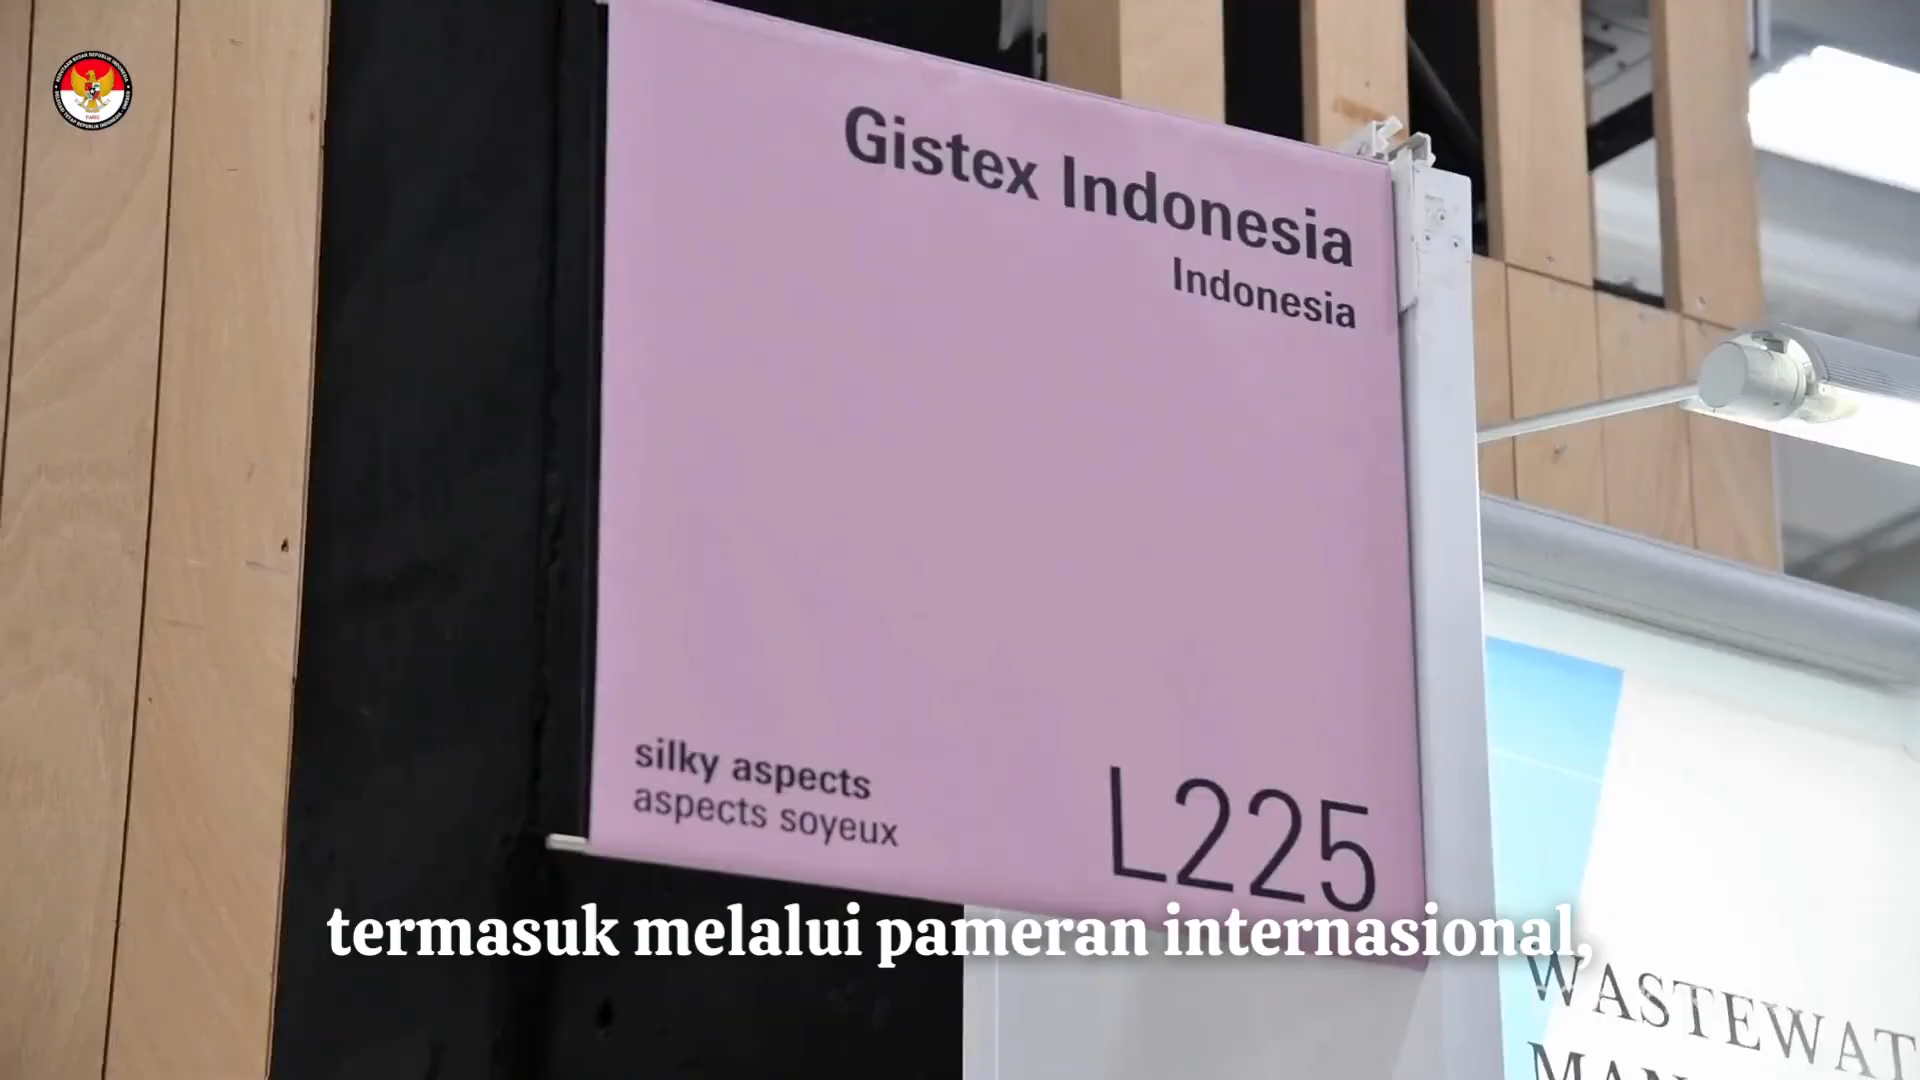 Gistex Indonesia
Indonesia
silky aspects
aspects soyeux
L225
termasuk melalui pameran internasional,